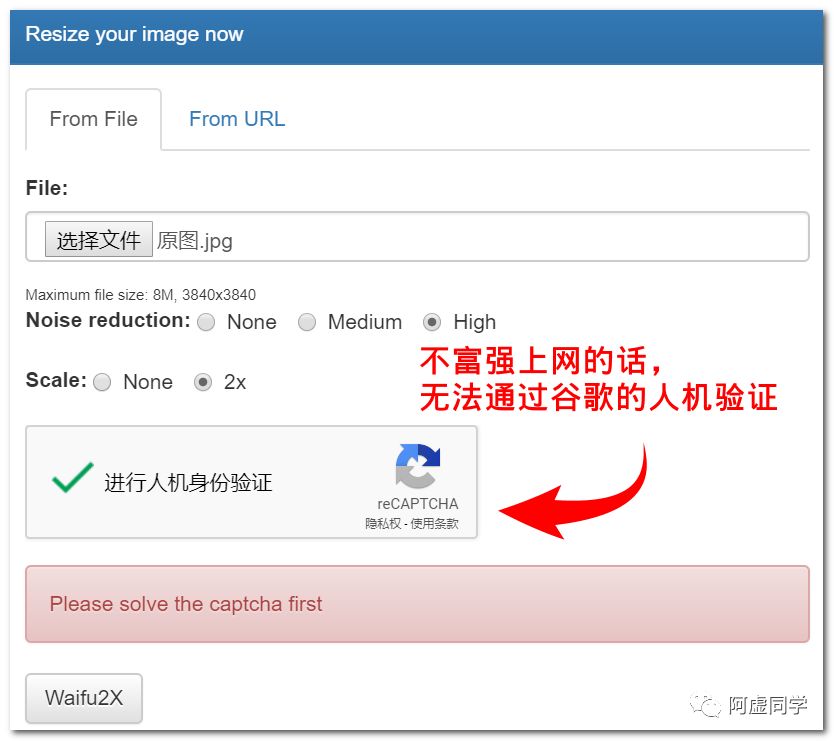 Resize your image now
From File From URL
File:
选择文件 原图.jpg
Maximum file size: 8M, 3840x3840
Noise reduction: None Medium High
不富强上网的话，
无法通过谷歌的人机验证
Scale: None 2x
进行人机身份验证
reCAPTCHA
隐私权 - 使用条款
Please solve the captcha first
Waifu2X
阿虚同学